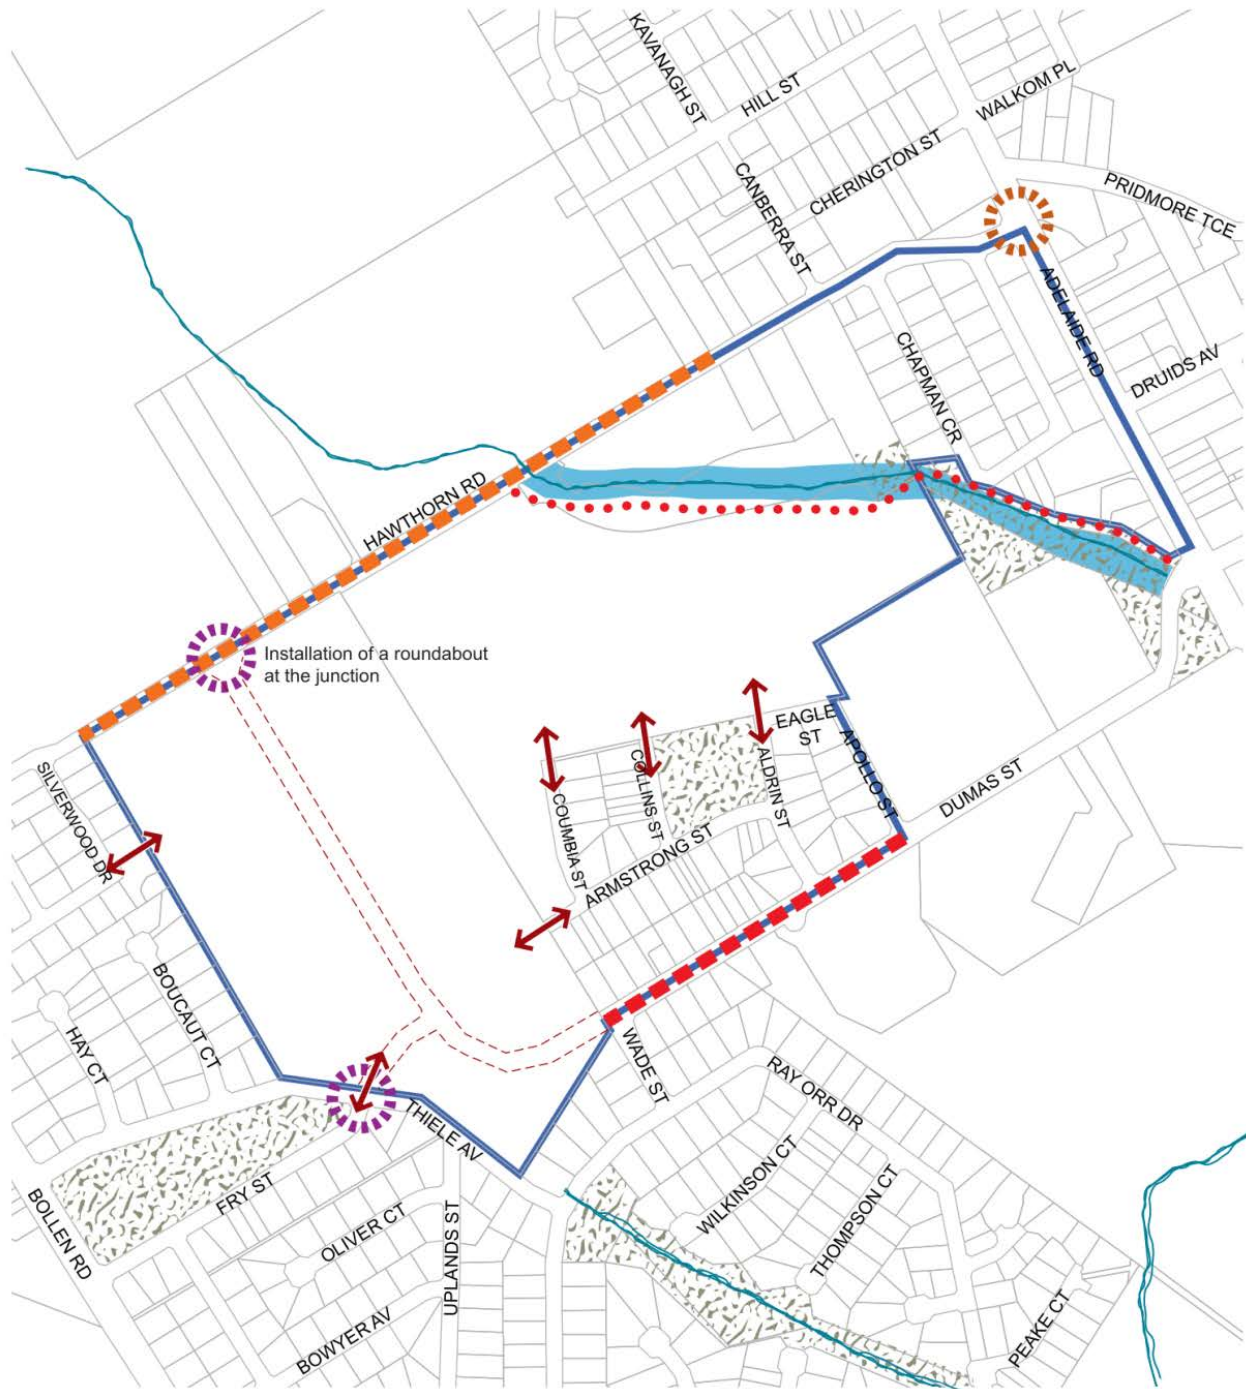 KAVANAGH ST
HILL ST
WALKOM PL
CANBERRA ST
CHERINGTON ST
PRIDMORE TCE
ADELAIDE RD
CHAPMAN CR
DRUIDS AV
HAWTHORN RD
Installation of a roundabout
at the junction
EAGLE
ST
SILVERWOOD DR
COLLINS ST
ALDRIN ST
APOLLO ST
DUMAS ST
COUMBIA ST
ARMSTRONG ST
BOUCAUT CT
HAY CT
WADE ST
RAY ORR DR
THIELE AV
FRY ST
WILKINSON CT
THOMPSON CT
BOLLEN RD
OLIVER CT
UPLANDS ST
BOWYER AV
PEAKE CT